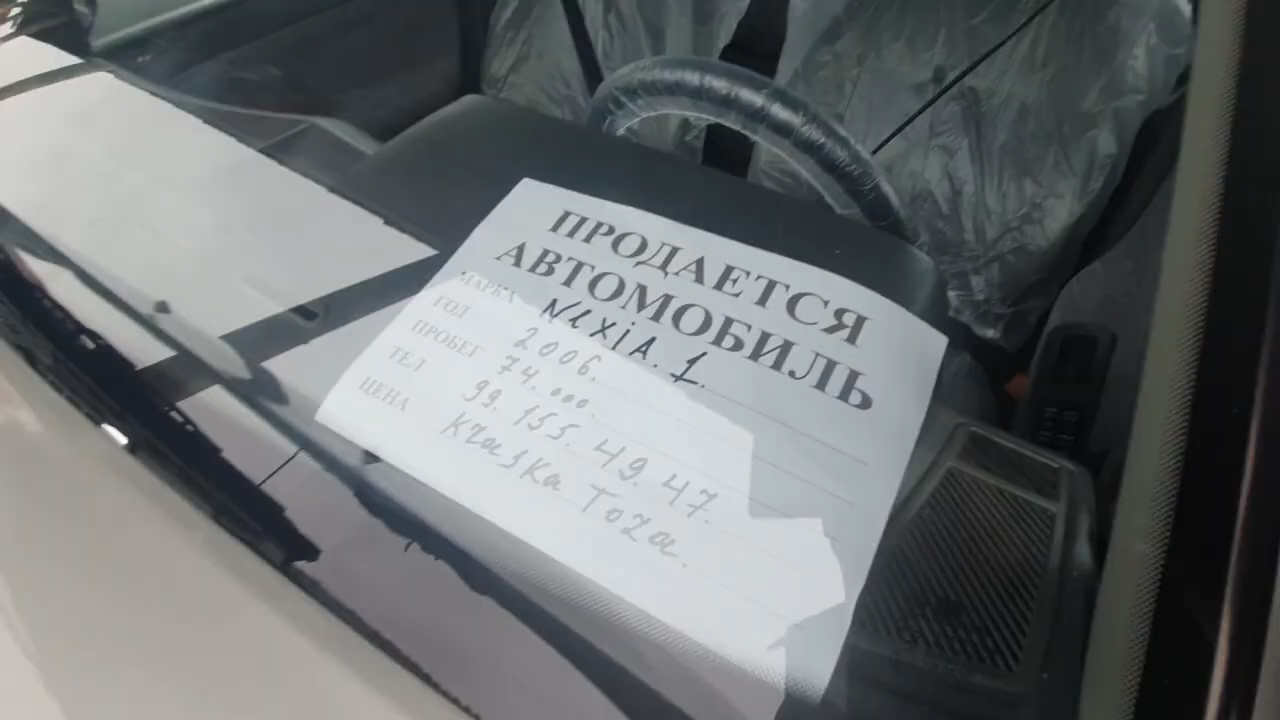 ПРОДАЕТСЯ
АВТОМОБИЛЬ
МАРКА Nexia.1.
ГОД 2006.
ПРОБЕГ 74.000.
ТЕЛ 99.155.49.47.
ЦЕНА Kraska Toza.